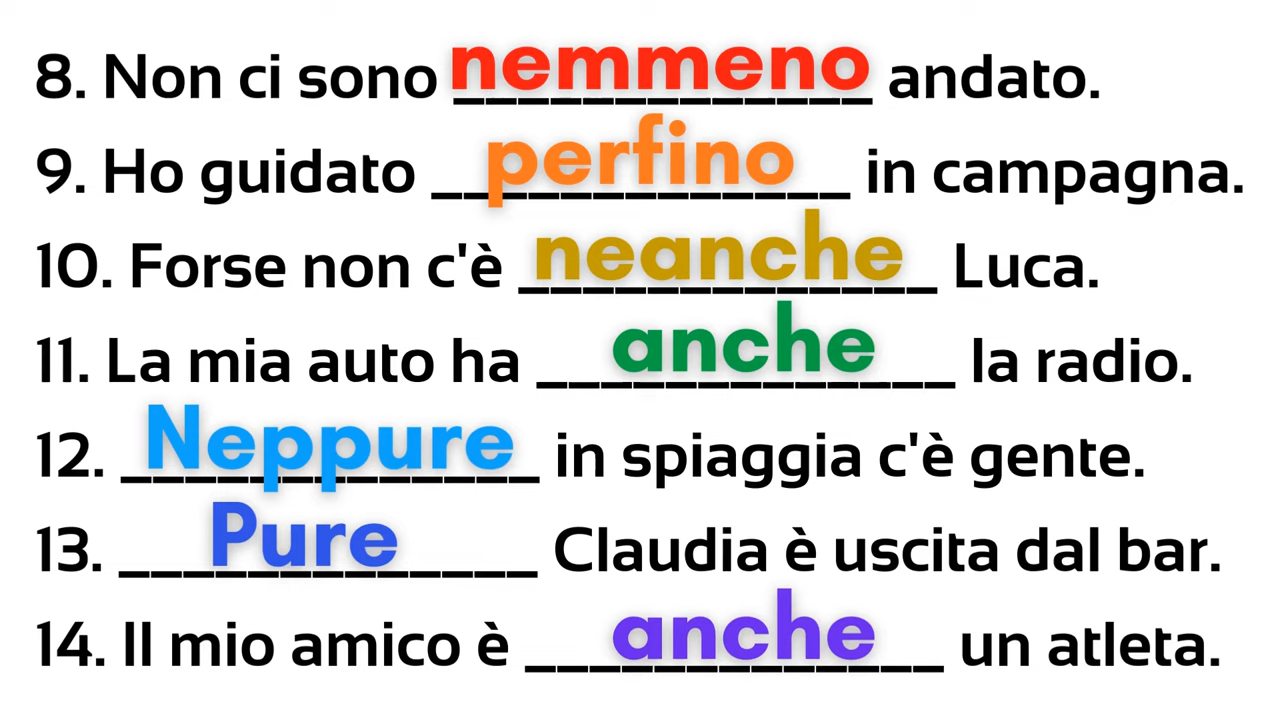 8. Non ci sono nemmeno andato.
9. Ho guidato perfino in campagna.
10. Forse non c'è neanche Luca.
11. La mia auto ha anche la radio.
12. Neppure in spiaggia c'è gente.
13. Pure Claudia è uscita dal bar.
14. Il mio amico è anche un atleta.